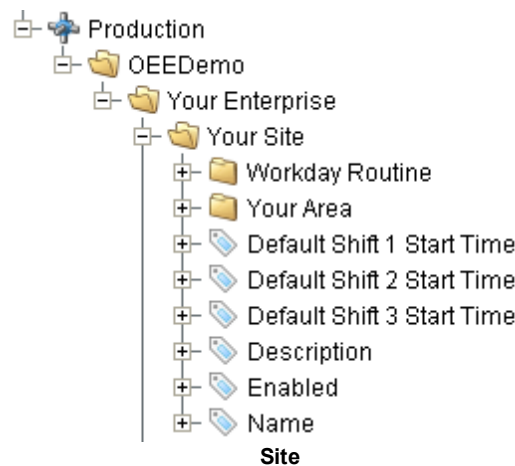 Production
OEEDemo
Your Enterprise
Your Site
Workday Routine
Your Area
Default Shift 1 Start Time
Default Shift 2 Start Time
Default Shift 3 Start Time
Description
Enabled
Name
Site